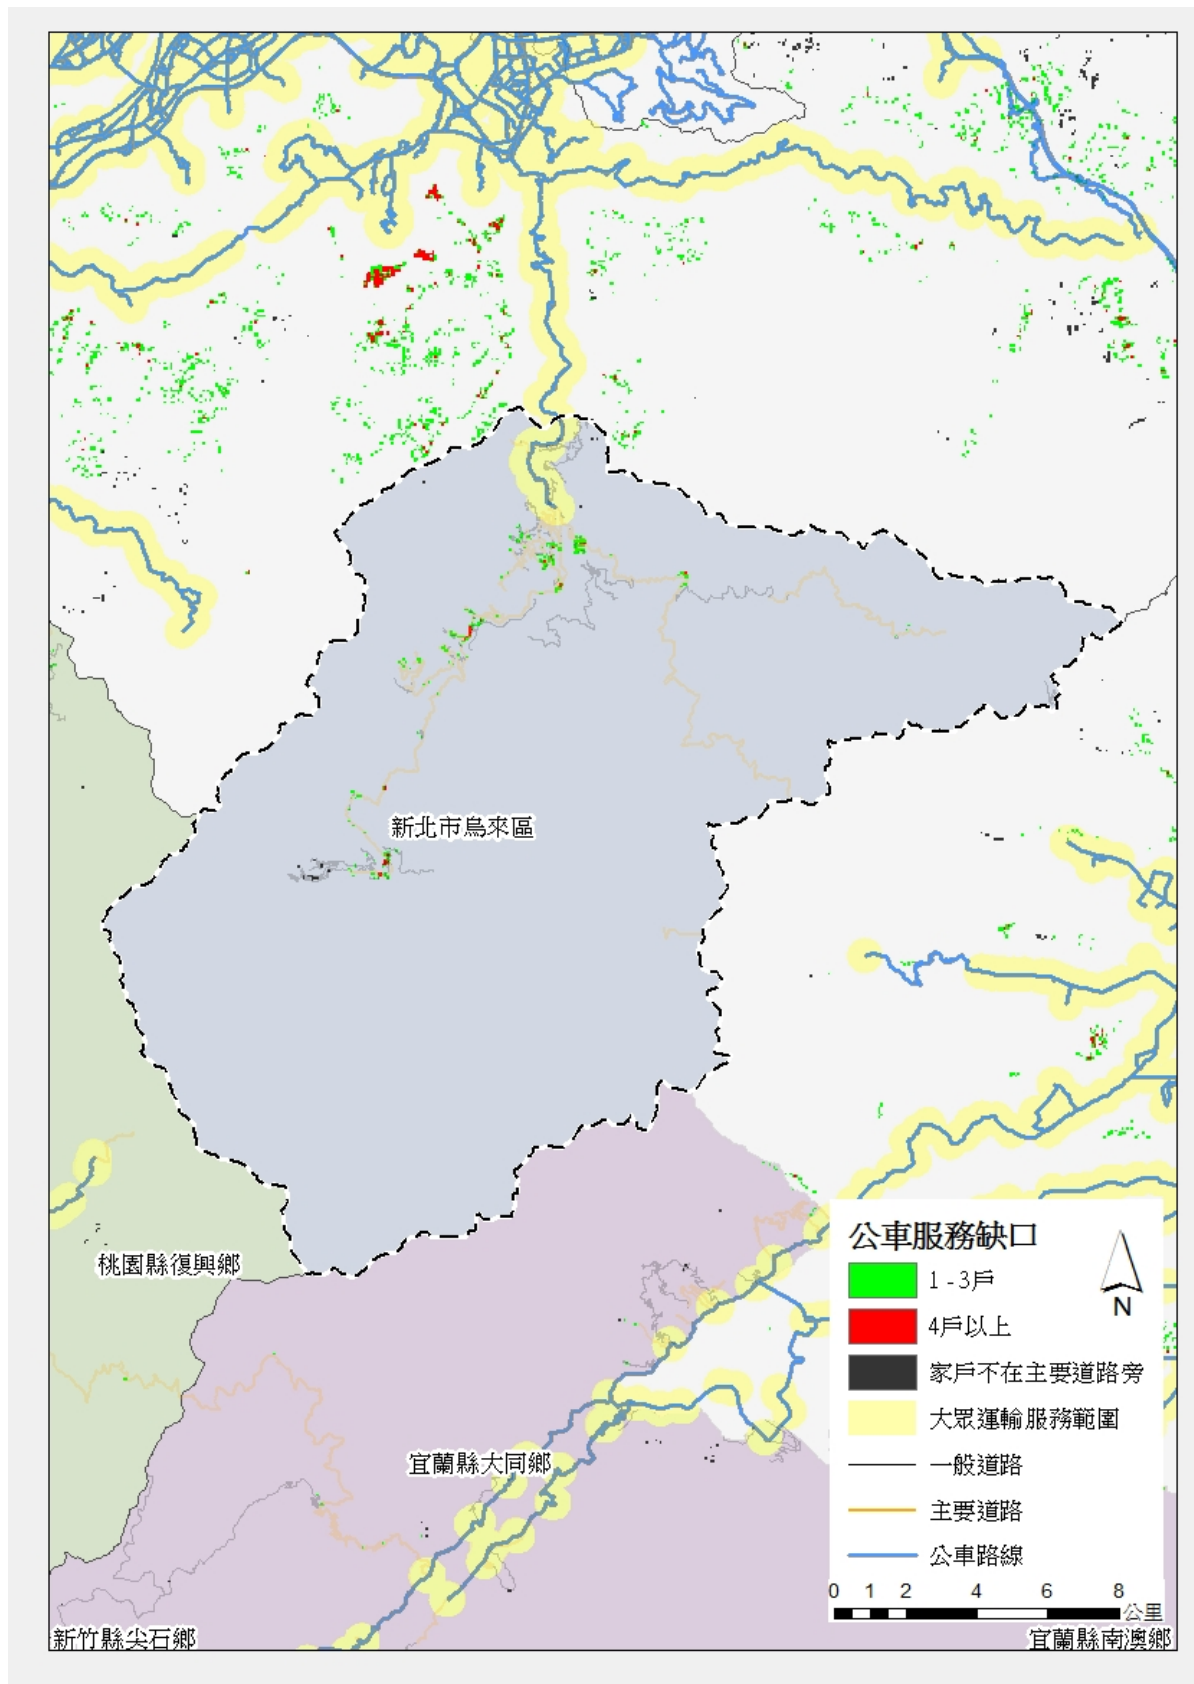 新北市烏來區
桃園縣復興鄉
宜蘭縣大同鄉
新竹縣尖石鄉
宜蘭縣南澳鄉
公車服務缺口
1-3戶
4戶以上
家戶不在主要道路旁
大眾運輸服務範圍
一般道路
主要道路
公車路線
N
0 1 2 4 6 8
公里